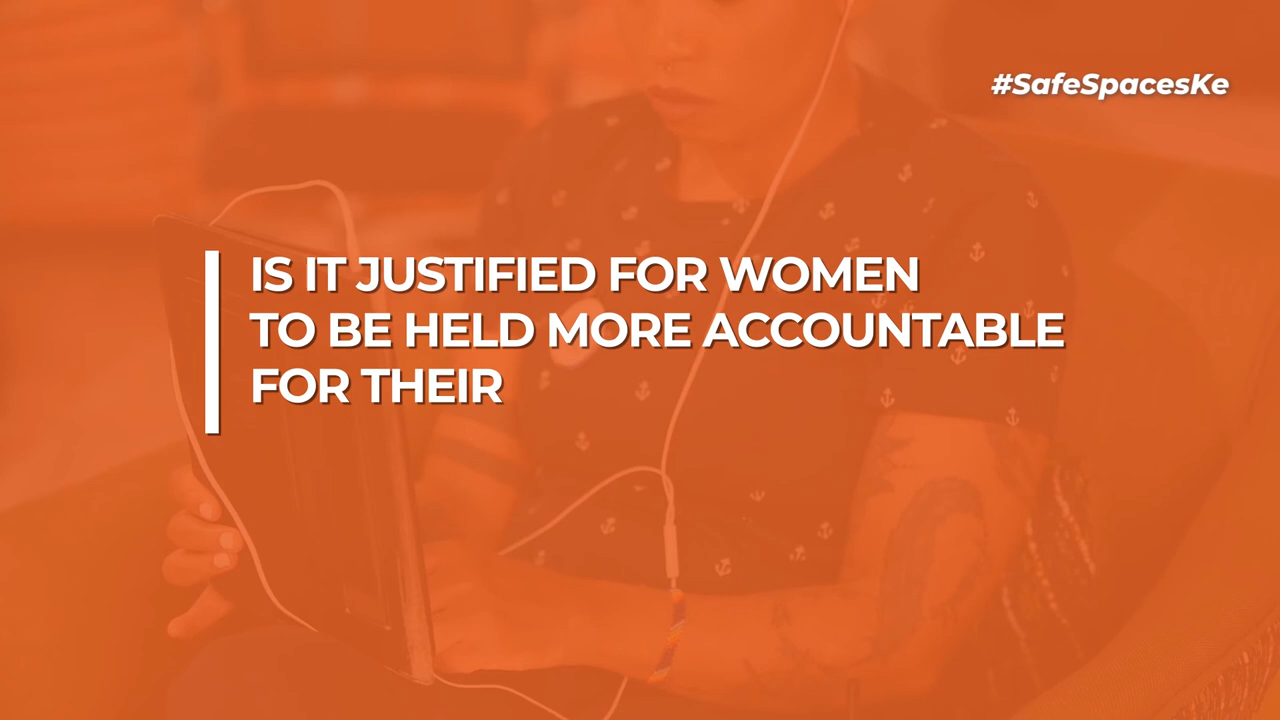 #SafeSpacesKe
IS IT JUSTIFIED FOR WOMEN
TO BE HELD MORE ACCOUNTABLE
FOR THEIR